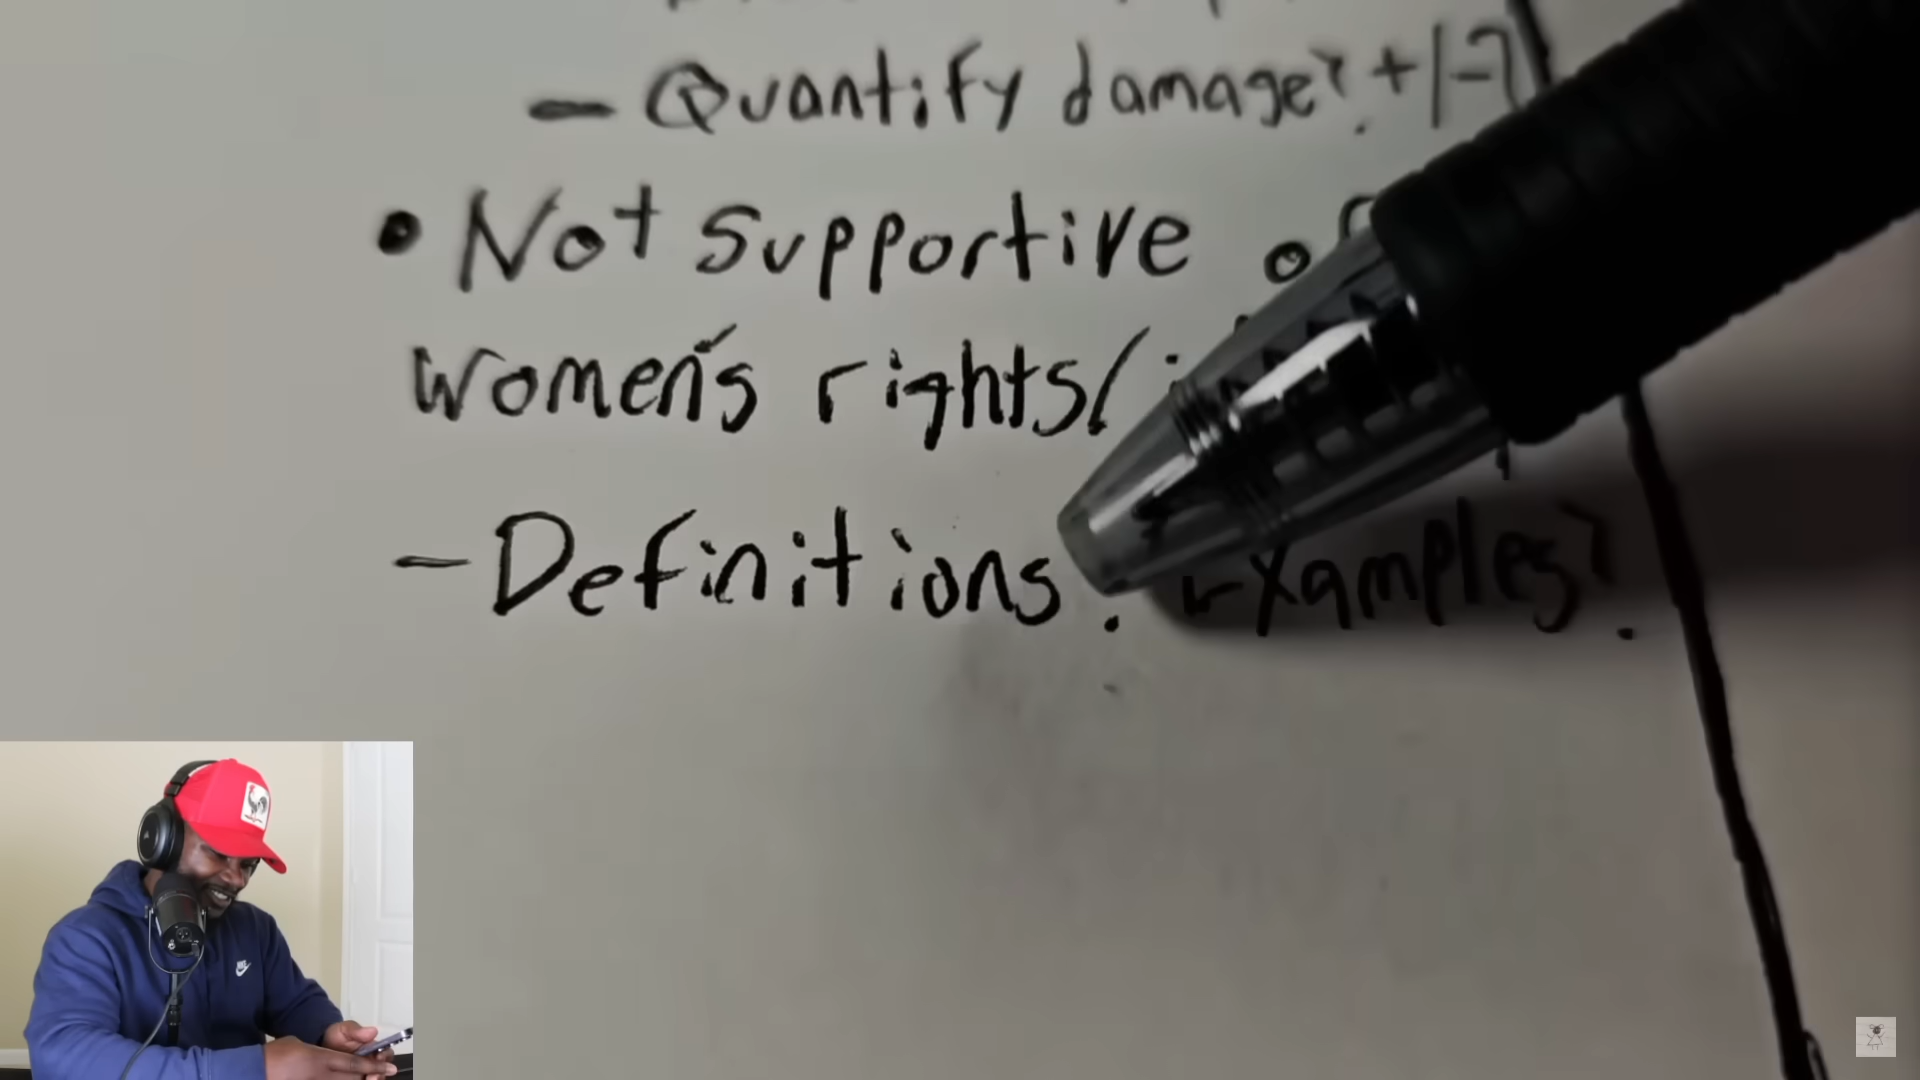 — Quantify damage? + | - ?
• Not supportive •
women's rights/
- Definitions? Examples?